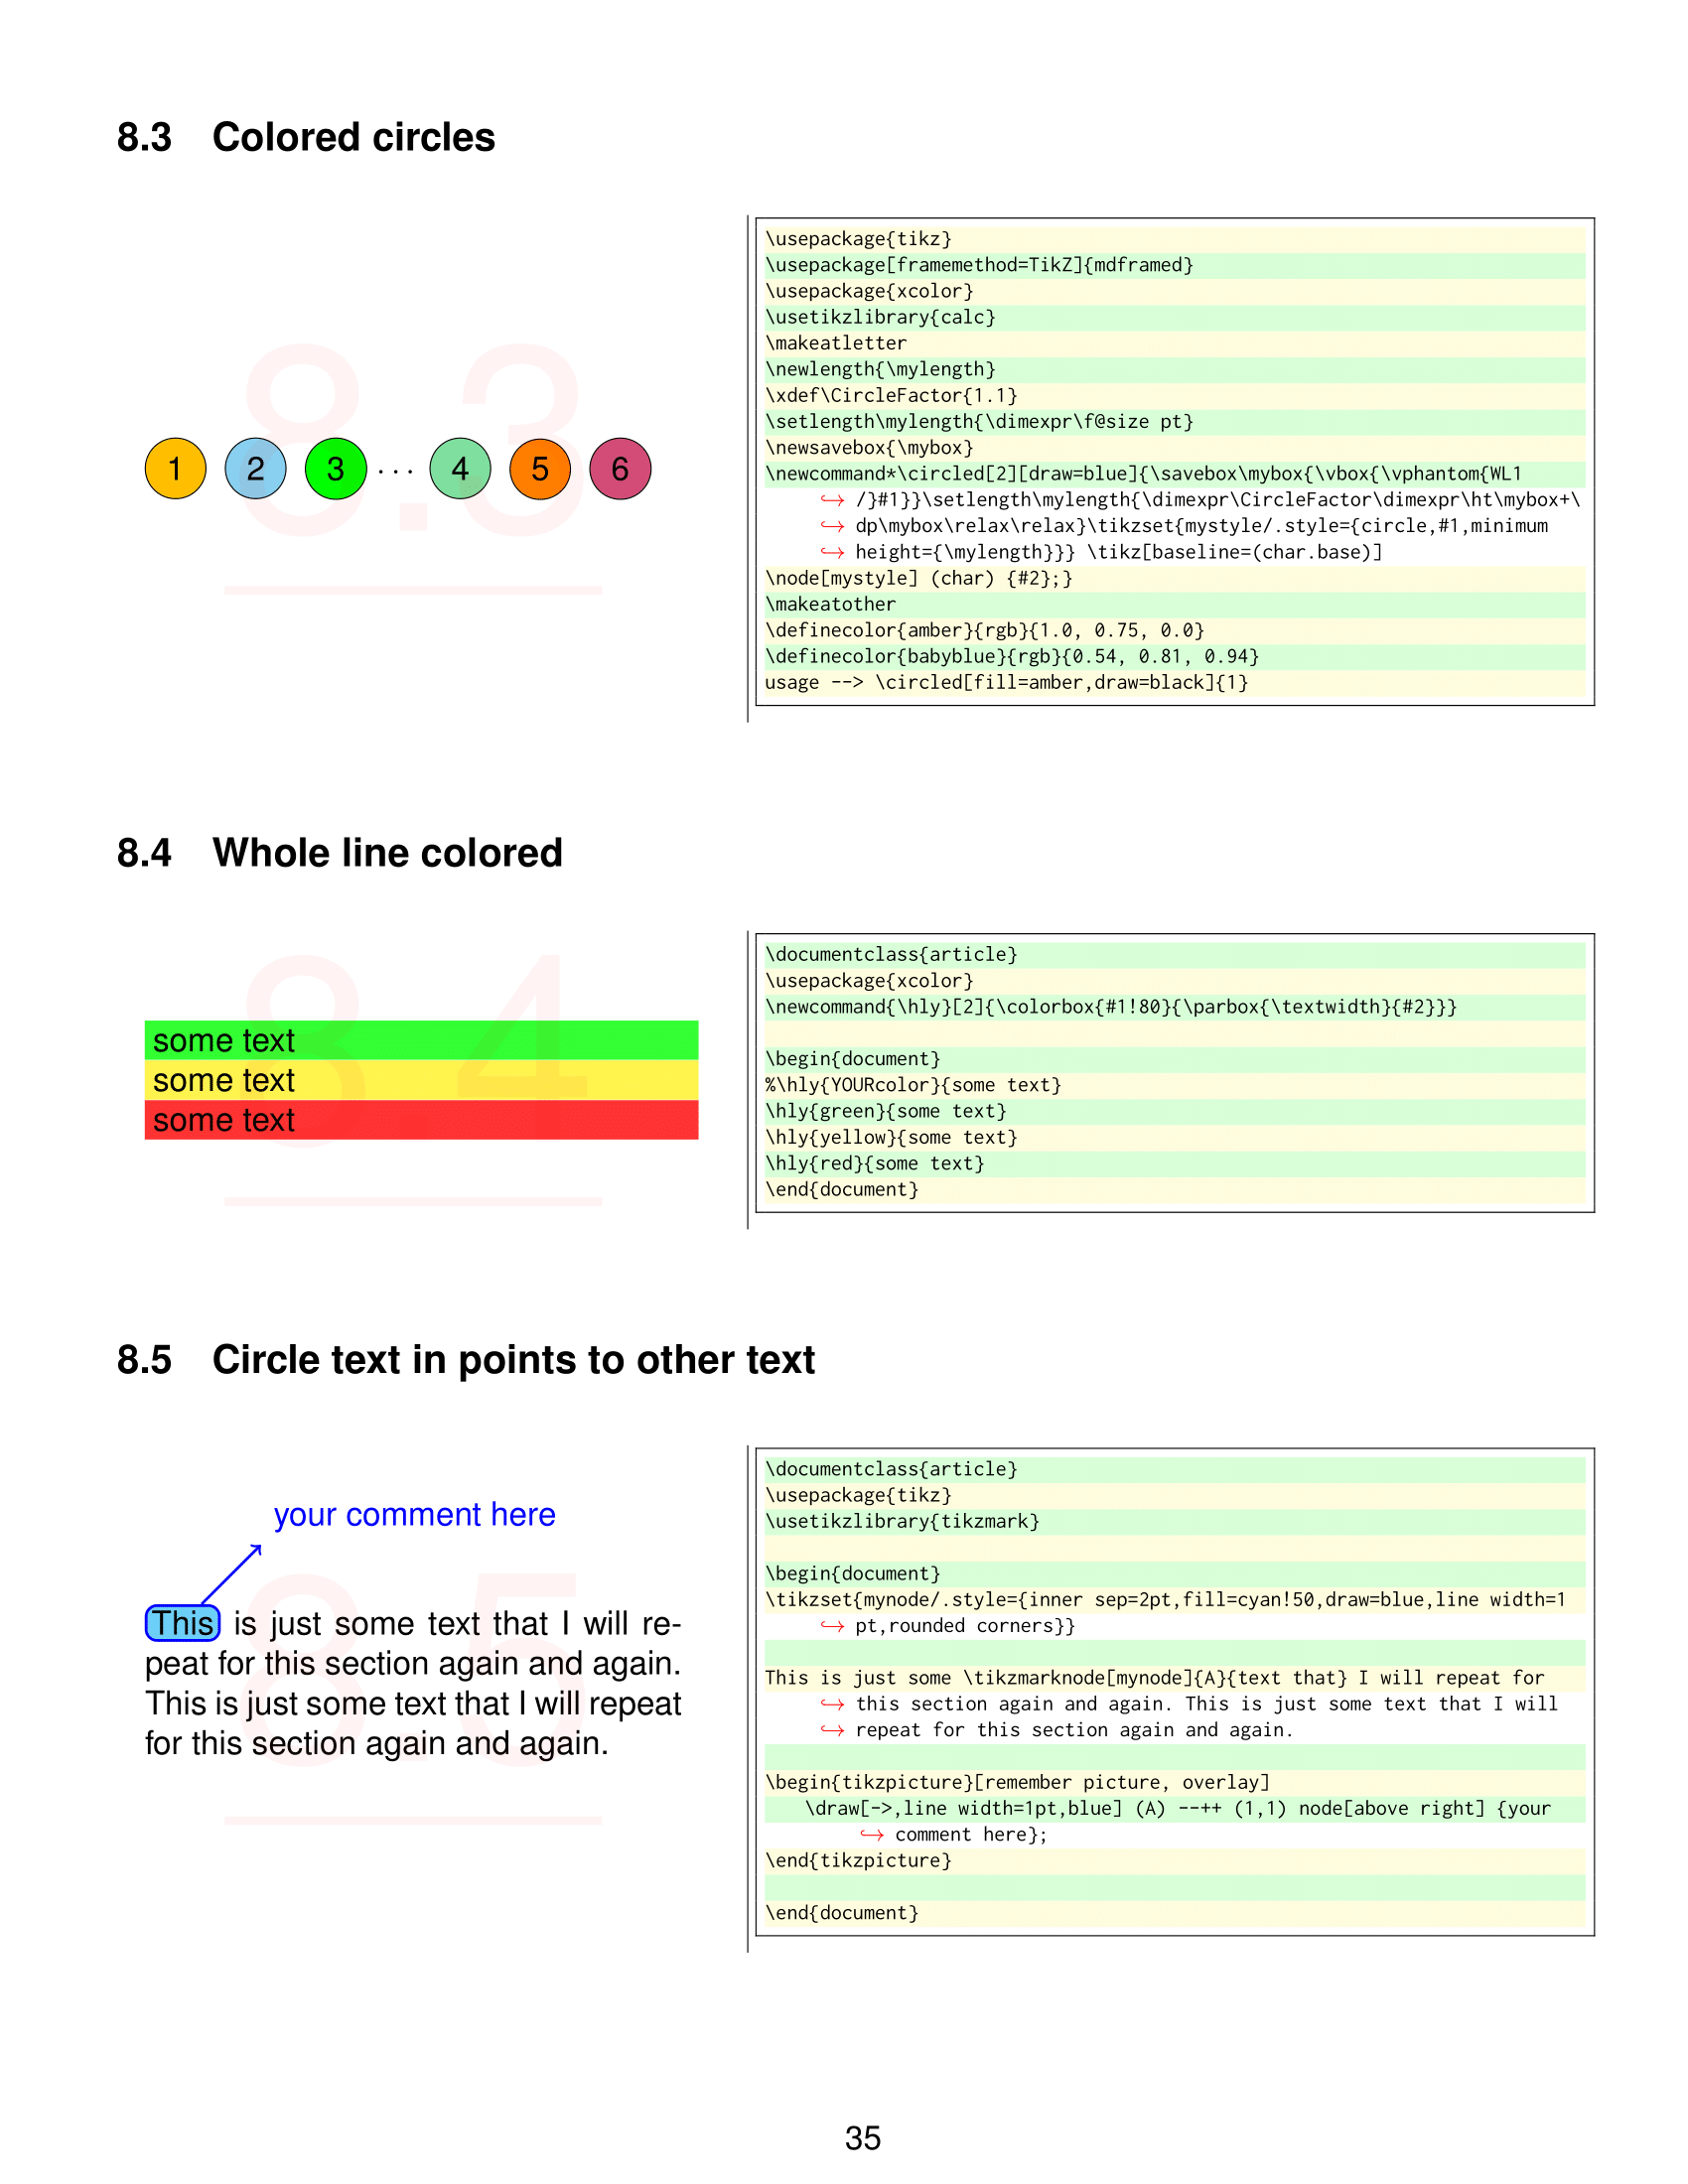 8.3 Colored circles
8.3
1 2 3 ··· 4 5 6
\usepackage{tikz}
\usepackage[framemethod=TikZ]{mdframed}
\usepackage{xcolor}
\usetikzlibrary{calc}
\makeatletter
\newlength{\mylength}
\xdef\CircleFactor{1.1}
\setlength\mylength{\dimexpr\f@size pt}
\newsavebox{\mybox}
\newcommand*\circled[2][draw=blue]{\savebox\mybox{\vbox{\vphantom{WL1
↪ /}#1}}\setlength\mylength{\dimexpr\CircleFactor\dimexpr\ht\mybox+\
↪ dp\mybox\relax\relax}\tikzset{mystyle/.style={circle,#1,minimum
↪ height={\mylength}}} \tikz[baseline=(char.base)]
\node[mystyle] (char) {#2};}
\makeatother
\definecolor{amber}{rgb}{1.0, 0.75, 0.0}
\definecolor{babyblue}{rgb}{0.54, 0.81, 0.94}
usage --> \circled[fill=amber,draw=black]{1}
8.4 Whole line colored
8.4
some text
some text
some text
\documentclass{article}
\usepackage{xcolor}
\newcommand{\hly}[2]{\colorbox{#1!80}{\parbox{\textwidth}{#2}}}
\begin{document}
%\hly{YOURcolor}{some text}
\hly{green}{some text}
\hly{yellow}{some text}
\hly{red}{some text}
\end{document}
8.5 Circle text in points to other text
8.5
your comment here
This is just some text that I will re-
peat for this section again and again.
This is just some text that I will repeat
for this section again and again.
\documentclass{article}
\usepackage{tikz}
\usetikzlibrary{tikzmark}
\begin{document}
\tikzset{mynode/.style={inner sep=2pt,fill=cyan!50,draw=blue,line width=1
↪ pt,rounded corners}}
This is just some \tikzmarknode[mynode]{A}{text that} I will repeat for
↪ this section again and again. This is just some text that I will
↪ repeat for this section again and again.
\begin{tikzpicture}[remember picture, overlay]
\draw[->,line width=1pt,blue] (A) --++ (1,1) node[above right] {your
↪ comment here};
\end{tikzpicture}
\end{document}
35